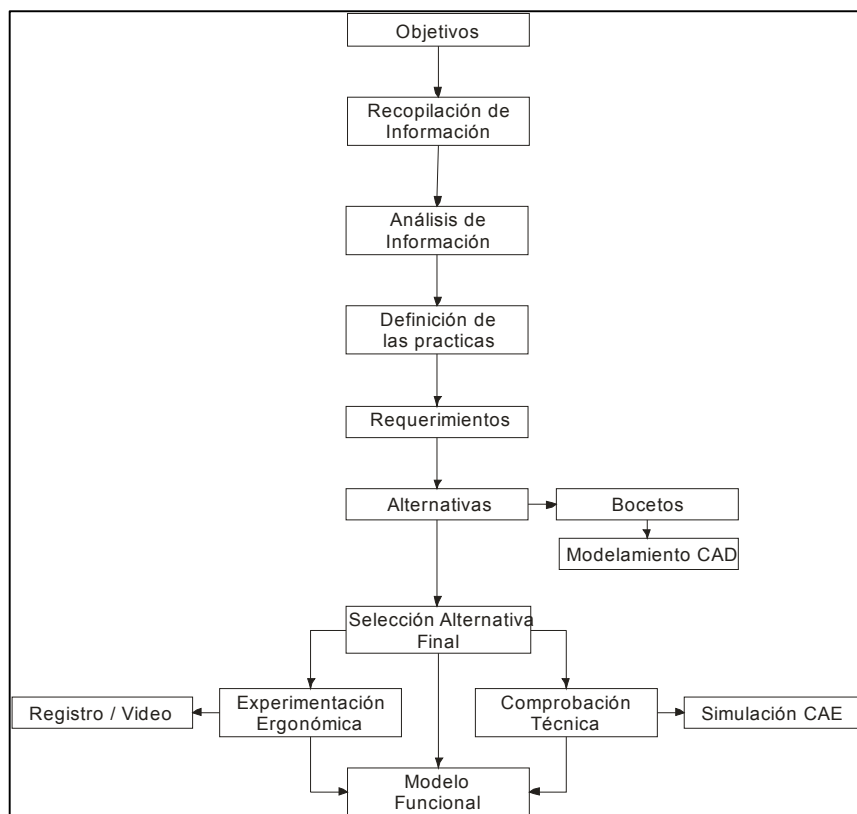 Objetivos
Recopilación de
Información
Análisis de
Información
Definición de
las practicas
Requerimientos
Alternativas
Bocetos
Modelamiento CAD
Selección Alternativa
Final
Registro / Video
Experimentación
Ergonómica
Comprobación
Técnica
Simulación CAE
Modelo
Funcional